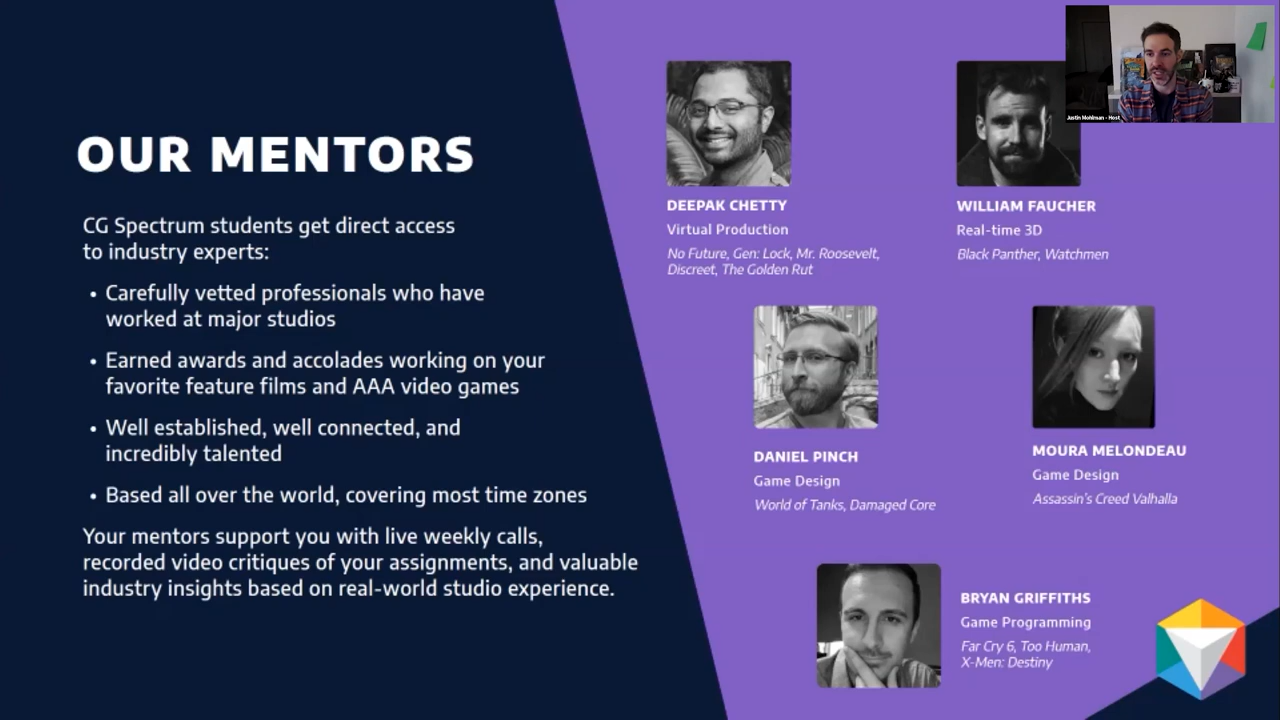 OUR MENTORS
CG Spectrum students get direct access
to industry experts:
• Carefully vetted professionals who have
worked at major studios
• Earned awards and accolades working on your
favorite feature films and AAA video games
• Well established, well connected, and
incredibly talented
• Based all over the world, covering most time zones
Your mentors support you with live weekly calls,
recorded video critiques of your assignments, and valuable
industry insights based on real-world studio experience.
DEEPAK CHETTY
Virtual Production
No Future, Gen: Lock, Mr. Roosevelt,
Discreet, The Golden Rut
WILLIAM FAUCHER
Real-time 3D
Black Panther, Watchmen
Justin Mohlman - Host
DANIEL PINCH
Game Design
World of Tanks, Damaged Core
MOURA MELONDEAU
Game Design
Assassin's Creed Valhalla
BRYAN GRIFFITHS
Game Programming
Far Cry 6, Too Human,
X-Men: Destiny